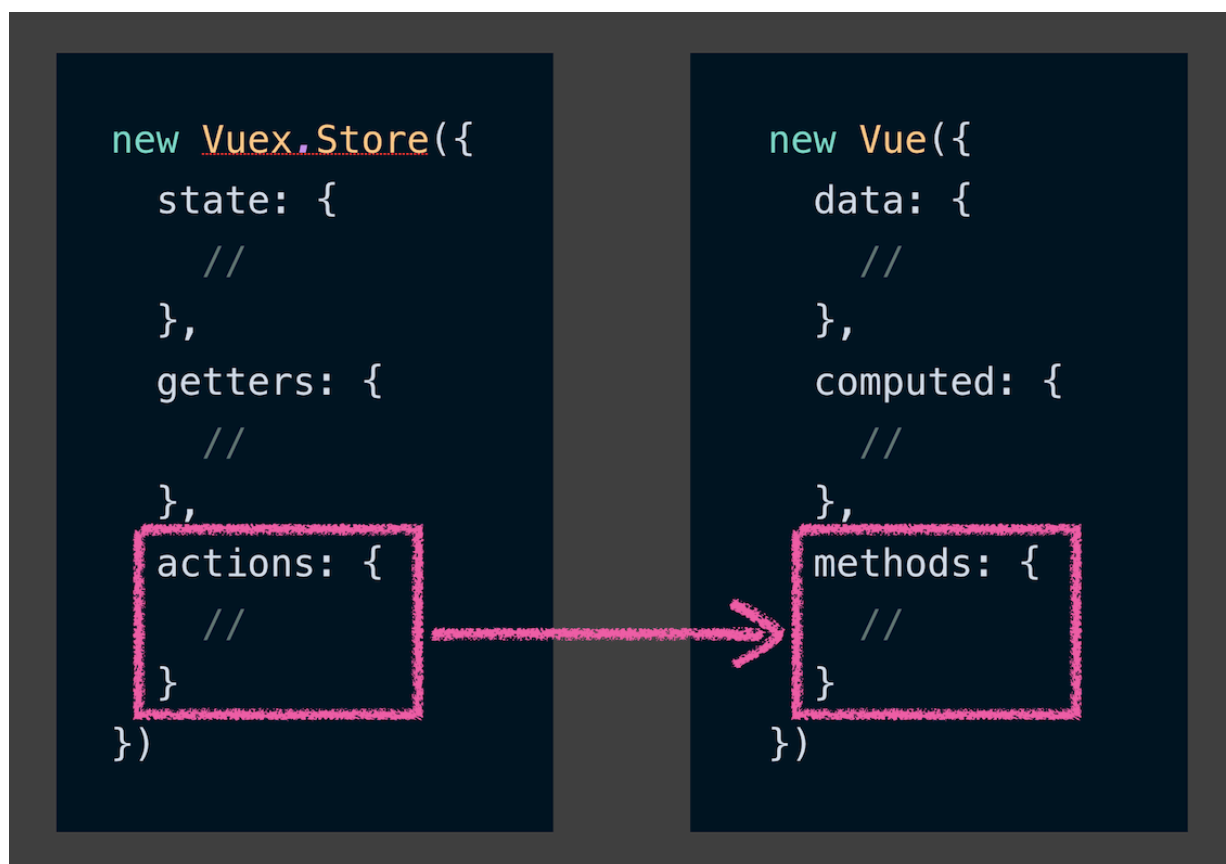 new Vuex.Store({
  state: {
    //
  },
  getters: {
    //
  },
  actions: {
    //
  }
})
new Vue({
  data: {
    //
  },
  computed: {
    //
  },
  methods: {
    //
  }
})